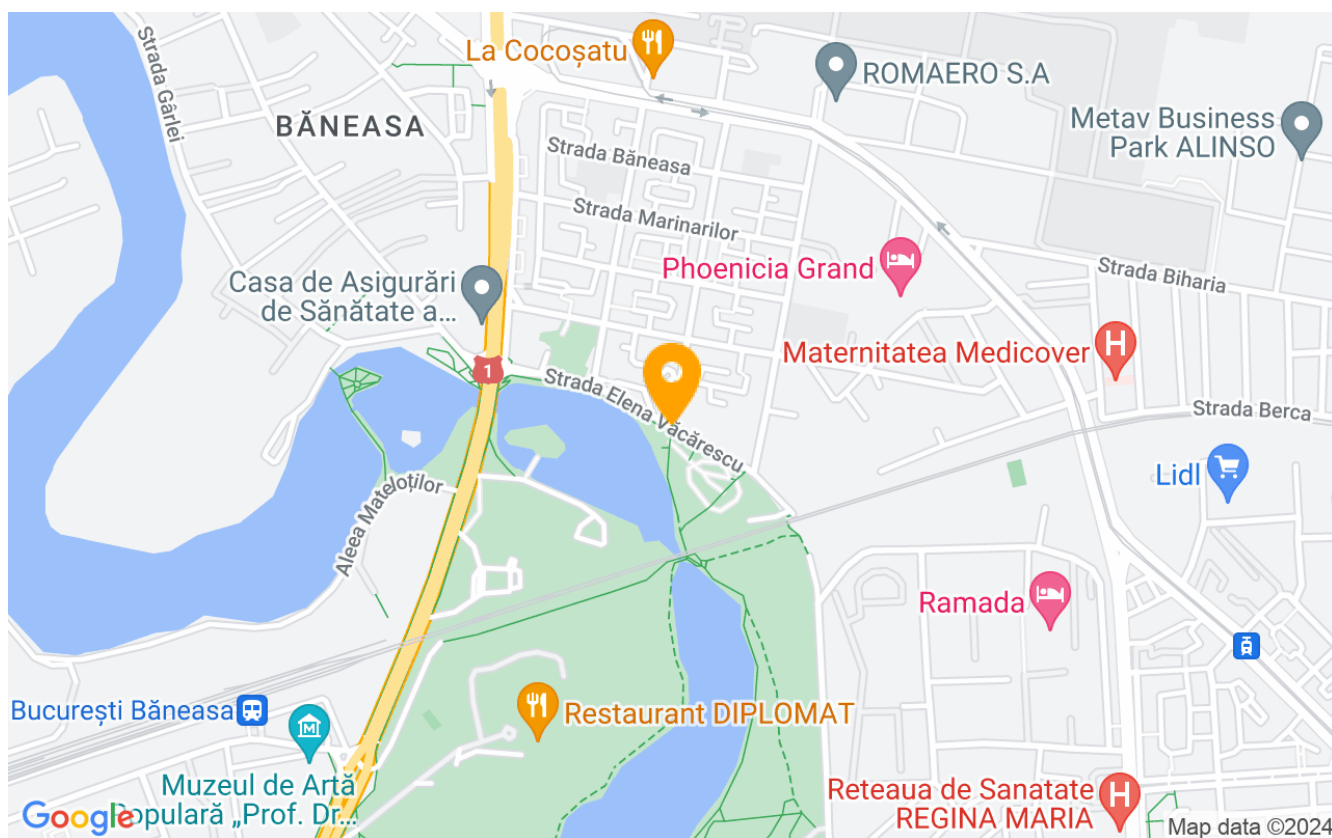 La Cocoșatu
ROMAERO S.A
Strada Gârlei
BĂNEASA
Metav Business
Park ALINSO
Strada Băneasa
Strada Marinarilor
Phoenicia Grand
Strada Biharia
Casa de Asigurări
de Sănătate a...
Maternitatea Medicover
H
1
Strada Elena Văcărescu
Strada Berca
Lidl
Aleea Mateloților
Ramada
București Băneasa
Restaurant DIPLOMAT
M
Muzeul de Artă
Populară „Prof. Dr...
Reteaua de Sanatate
REGINA MARIA
H
Google
Map data ©2024